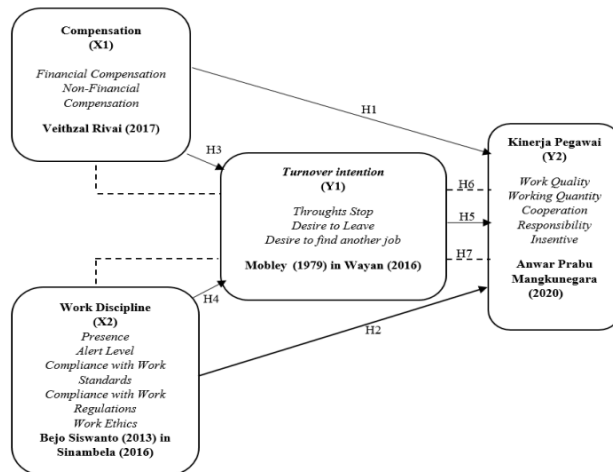 Compensation
(X1)
Financial Compensation
Non-Financial
Compensation
Veithzal Rivai (2017)
H1
H3
Turnover intention
(Y1)
Throughts Stop
Desire to Leave
Desire to find another job
Mobley (1979) in Wayan (2016)
H6
H5
H7
Kinerja Pegawai
(Y2)
Work Quality
Working Quantity
Cooperation
Responsibility
Insentive
Anwar Prabu
Mangkunegara
(2020)
H4
H2
Work Discipline
(X2)
Presence
Alert Level
Compliance with Work
Standards
Compliance with Work
Regulations
Work Ethics
Bejo Siswanto (2013) in
Sinambela
(2016)